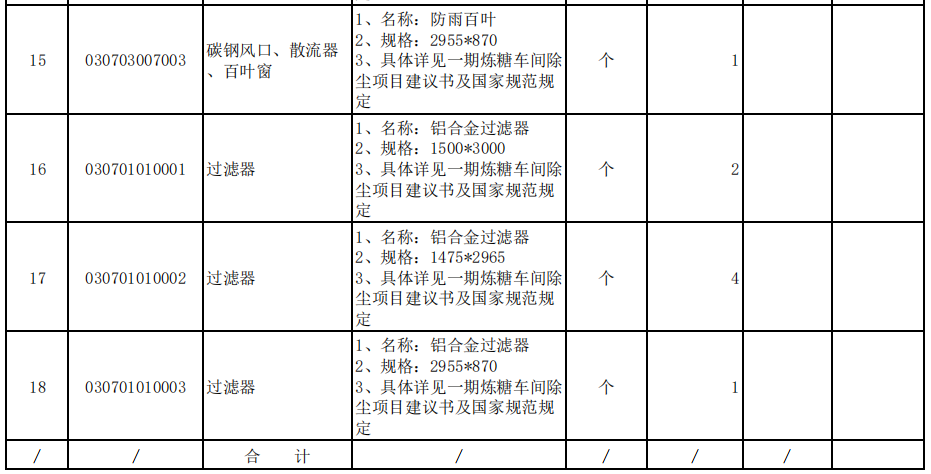 1、名称：防雨百叶
2、规格：2955*870
15 030703007003 碳钢风口、散流器 3、具体详见一期炼糖车间除 个 1
、百叶窗 尘项目建议书及国家规范规
定
1、名称：铝合金过滤器
2、规格：1500*3000
16 030701010001 过滤器 3、具体详见一期炼糖车间除 个 2
尘项目建议书及国家规范规
定
1、名称：铝合金过滤器
2、规格：1475*2965
17 030701010002 过滤器 3、具体详见一期炼糖车间除 个 4
尘项目建议书及国家规范规
定
1、名称：铝合金过滤器
2、规格：2955*870
18 030701010003 过滤器 3、具体详见一期炼糖车间除 个 1
尘项目建议书及国家规范规
定
/ / 合 计 / / / /